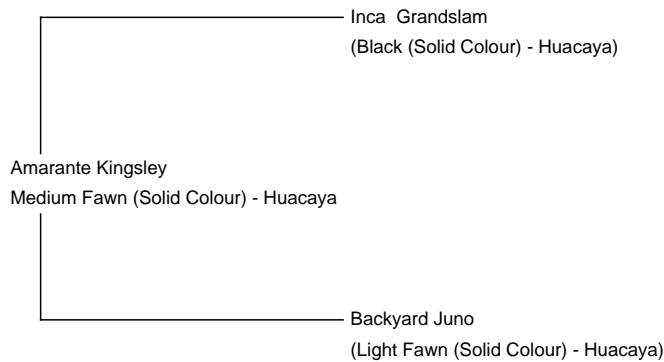 Inca  Grandslam
(Black (Solid Colour) - Huacaya)
Amarante Kingsley
Medium Fawn (Solid Colour) - Huacaya
Backyard Juno
(Light Fawn (Solid Colour) - Huacaya)